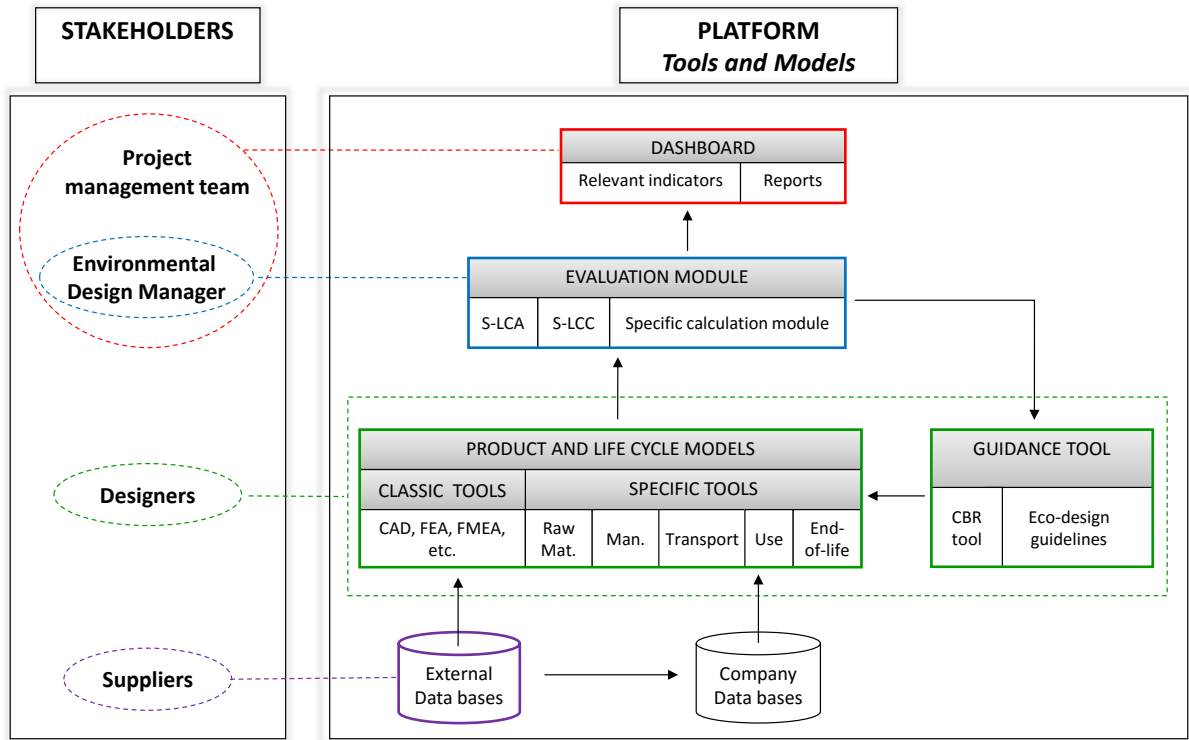 STAKEHOLDERS
PLATFORM
Tools and Models
Project
management team
Environmental
Design Manager
Designers
Suppliers
DASHBOARD
Relevant indicators
Reports
EVALUATION MODULE
S-LCA
S-LCC
Specific calculation module
PRODUCT AND LIFE CYCLE MODELS
CLASSIC TOOLS
SPECIFIC TOOLS
CAD, FEA, FMEA,
etc.
Raw
Mat.
Man.
Transport
Use
End-
of-life
GUIDANCE TOOL
CBR
tool
Eco-design
guidelines
External
Data bases
Company
Data bases